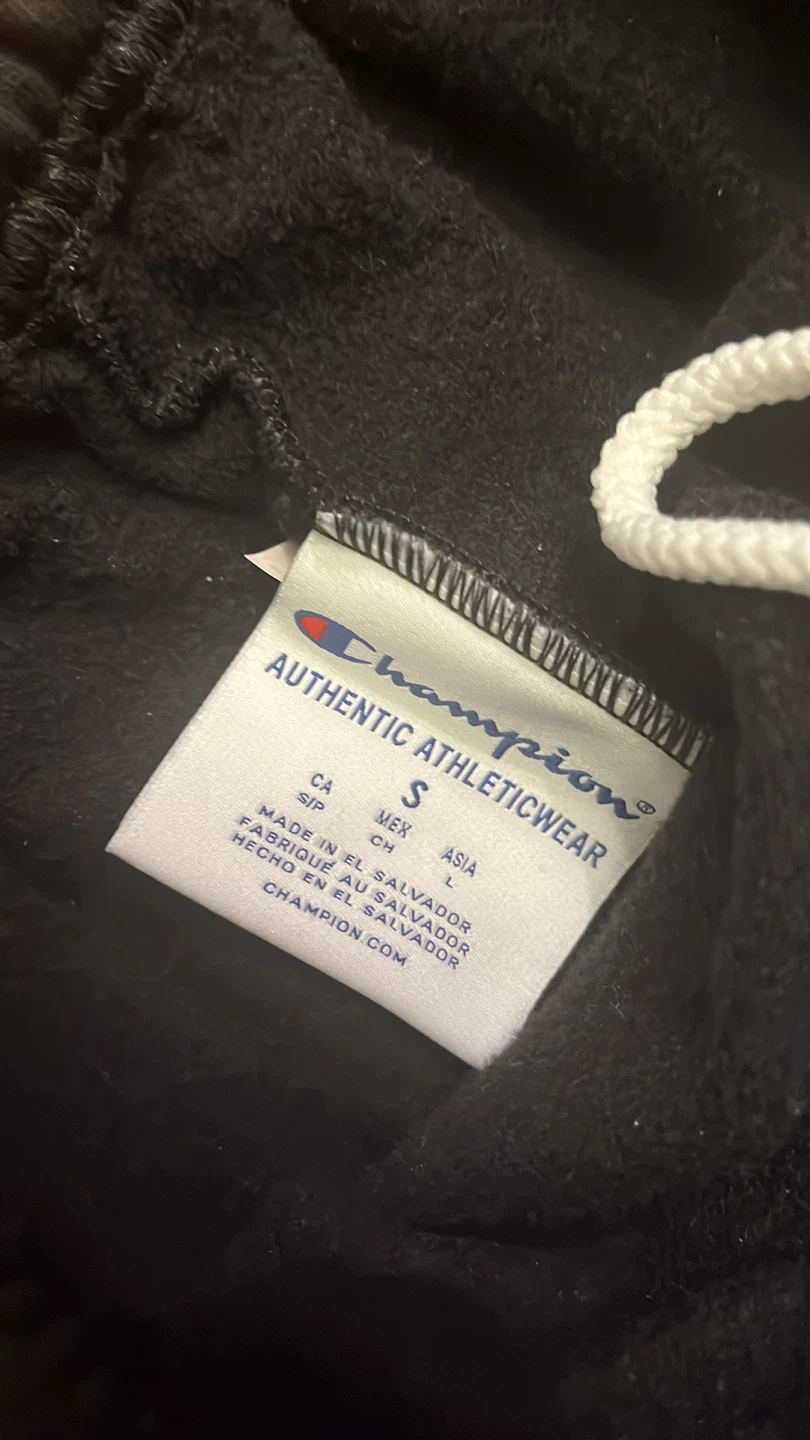 Champion®
AUTHENTIC ATHLETICWEAR
S
CA MEX ASIA
S/P CH L
MADE IN EL SALVADOR
FABRIQUÉ AU SALVADOR
HECHO EN EL SALVADOR
CHAMPION.COM